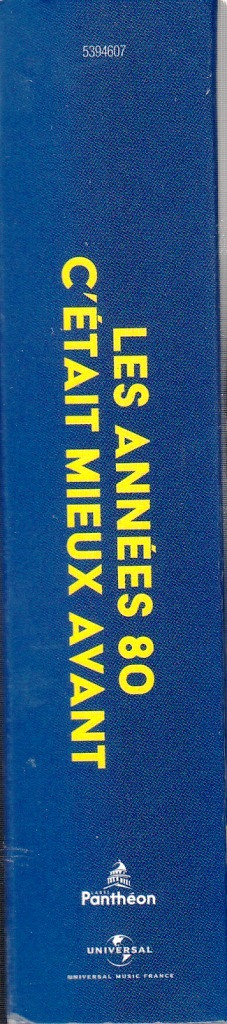 5394607
LES ANNÉES 80
C'ÉTAIT MIEUX AVANT
Panthéon
UNIVERSAL
UNIVERSAL MUSIC FRANCE